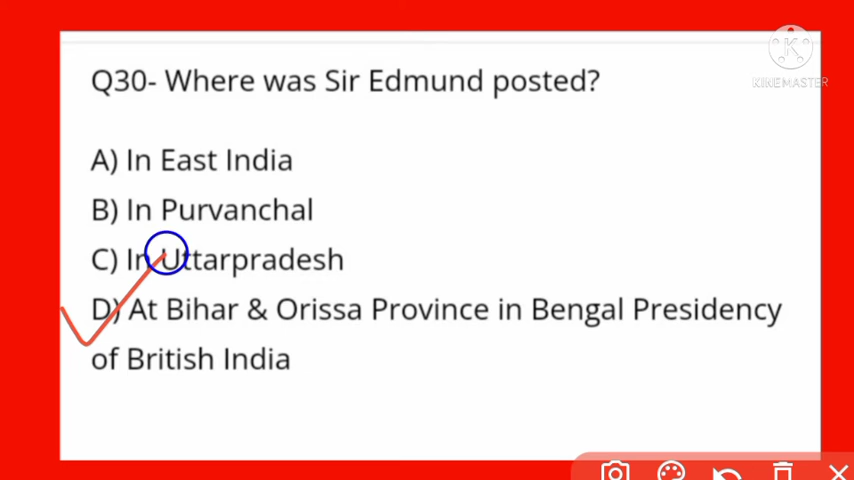 KINEMASTER
Q30- Where was Sir Edmund posted?
A) In East India
B) In Purvanchal
C) In Uttarpradesh
D) At Bihar & Orissa Province in Bengal Presidency
of British India